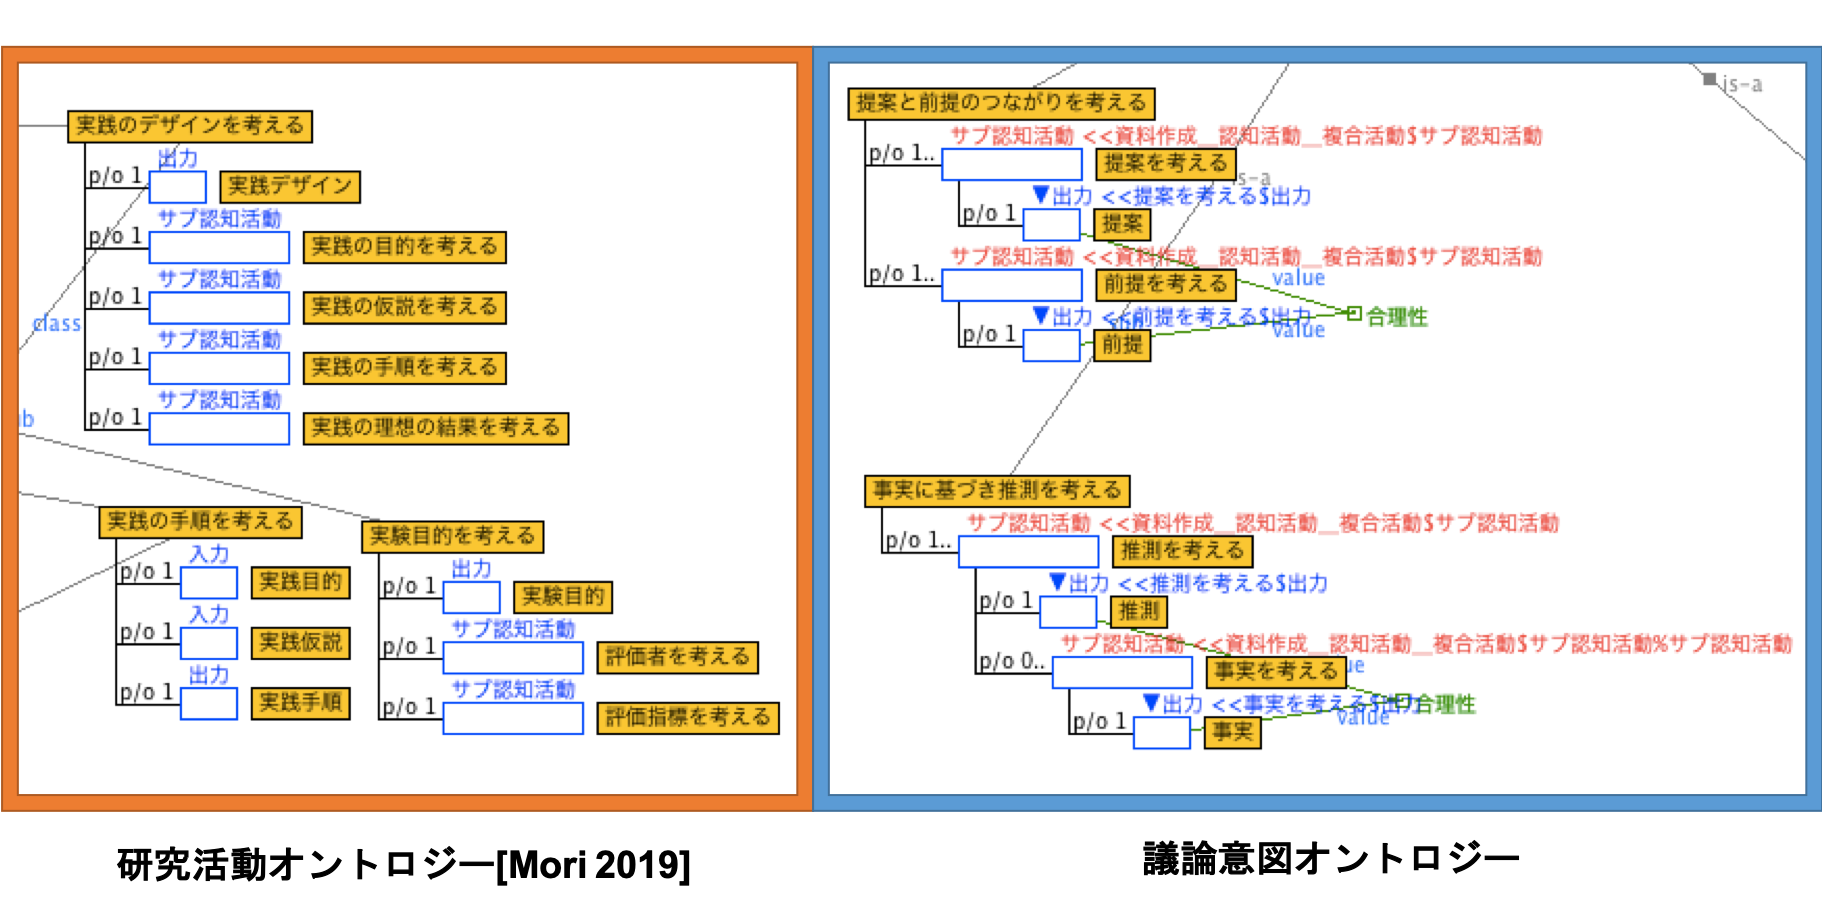 実践のデザインを考える
出力
p/o 1
実践デザイン
サブ認知活動
p/o 1
実践の目的を考える
サブ認知活動
p/o 1
実践の仮説を考える
class
サブ認知活動
p/o 1
実践の手順を考える
サブ認知活動
p/o 1
実践の理想の結果を考える
実践の手順を考える
入力
p/o 1
実践目的
入力
p/o 1
実践仮説
出力
p/o 1
実践手順
実験目的を考える
出力
p/o 1
実験目的
サブ認知活動
p/o 1
評価者を考える
サブ認知活動
p/o 1
評価指標を考える
研究活動オントロジー[Mori 2019]
is-a
提案と前提のつながりを考える
サブ認知活動 <<資料作成__認知活動__複合活動$サブ認知活動
p/o 1..
提案を考える
▼出力 <<提案を考える$出力
p/o 1
提案
サブ認知活動 <<資料作成__認知活動__複合活動$サブ認知活動
p/o 1..
前提を考える
value
▼出力 <<前提を考える$出力
p/o 1
前提
value
合理性
事実に基づき推測を考える
サブ認知活動 <<資料作成__認知活動__複合活動$サブ認知活動
p/o 1..
推測を考える
▼出力 <<推測を考える$出力
p/o 1
推測
サブ認知活動 <<資料作成__認知活動__複合活動$サブ認知活動%サブ認知活動
p/o 0..
事実を考える
▼出力 <<事実を考える$出力
p/o 1
事実
value
合理性
議論意図オントロジー